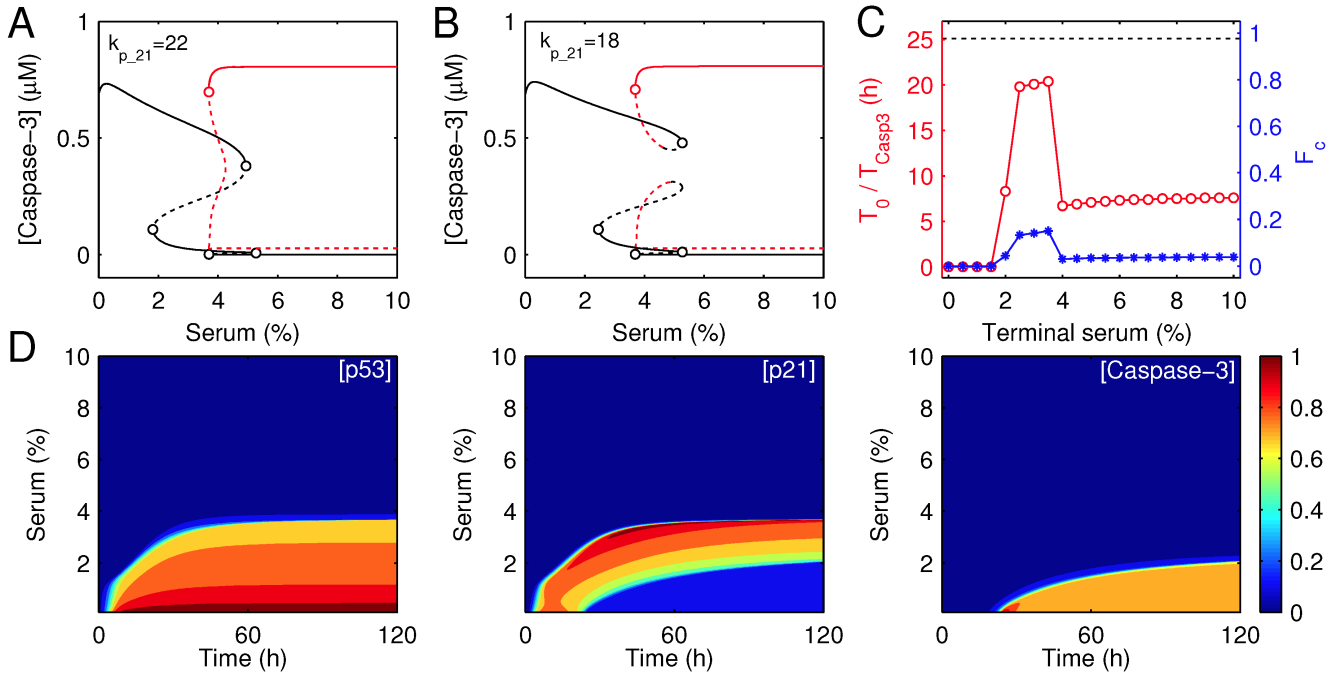 A
B
C
k_p_21=22
k_p_21=18
[Caspase−3] (μM)
1
0.5
0
0 2 4 6 8 10
Serum (%)
[Caspase−3] (μM)
1
0.5
0
0 2 4 6 8 10
Serum (%)
T_0 / T_Casp3 (h)
25
20
15
10
5
0
0 2 4 6 8 10
Terminal serum (%)
1
0.8
0.6
0.4
0.2
0
F_c
D
[p53]
Serum (%)
10
8
6
4
2
0 60 120
Time (h)
[p21]
Serum (%)
10
8
6
4
2
0 60 120
Time (h)
[Caspase−3]
Serum (%)
10
8
6
4
2
0 60 120
Time (h)
1
0.8
0.6
0.4
0.2
0